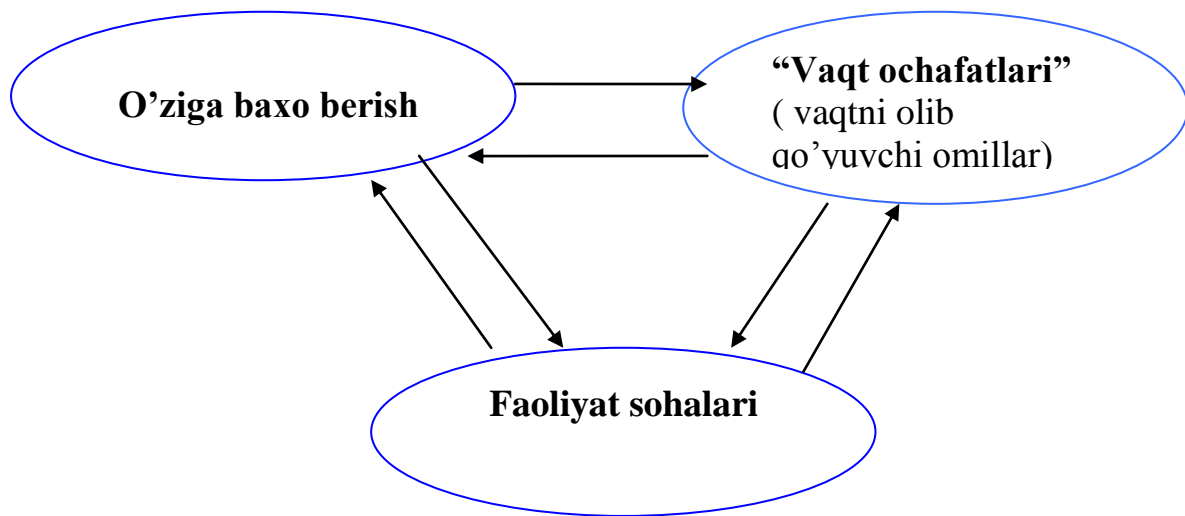 O’ziga baxo berish
“Vaqt ochafatlari”
( vaqtni olib
qo’yuvchi omillar)
Faoliyat sohalari